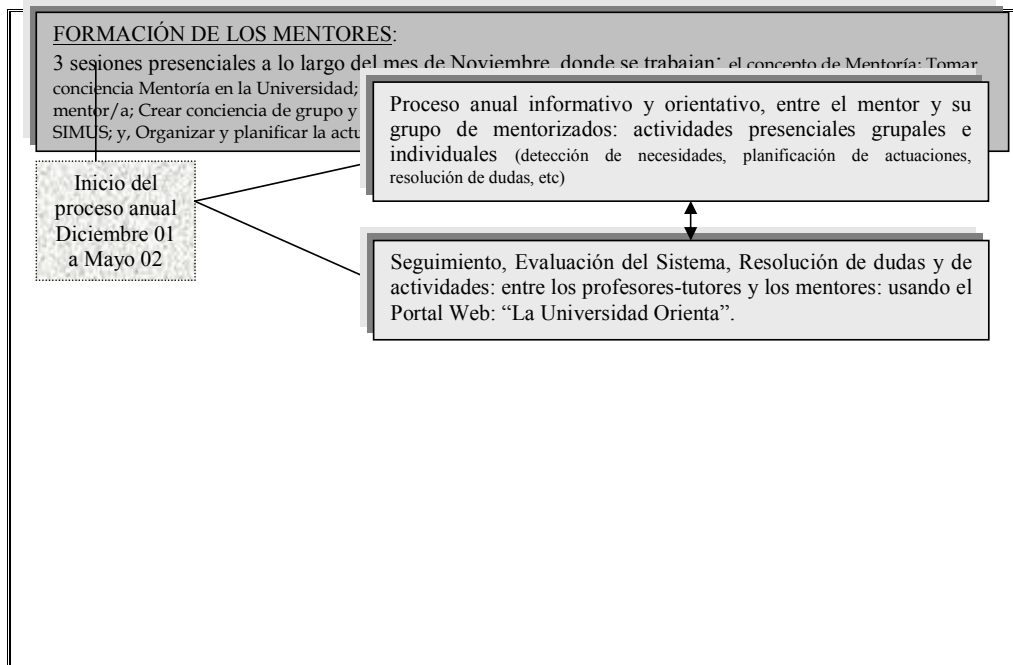 FORMACIÓN DE LOS MENTORES:
3 sesiones presenciales a lo largo del mes de Noviembre, donde se trabajan: el concepto de Mentoría; Tomar
conciencia Mentoría en la Universidad;
mentor/a; Crear conciencia de grupo y
SIMUS; y, Organizar y planificar la
Proceso anual informativo y orientativo, entre el mentor y su
grupo de mentorizados: actividades presenciales grupales e
individuales (detección de necesidades, planificación de actuaciones,
resolución de dudas, etc)
Inicio del
proceso anual
Diciembre 01
a Mayo 02
Seguimiento, Evaluación del Sistema, Resolución de dudas y de
actividades: entre los profesores-tutores y los mentores: usando el
Portal Web: “La Universidad Orienta”.